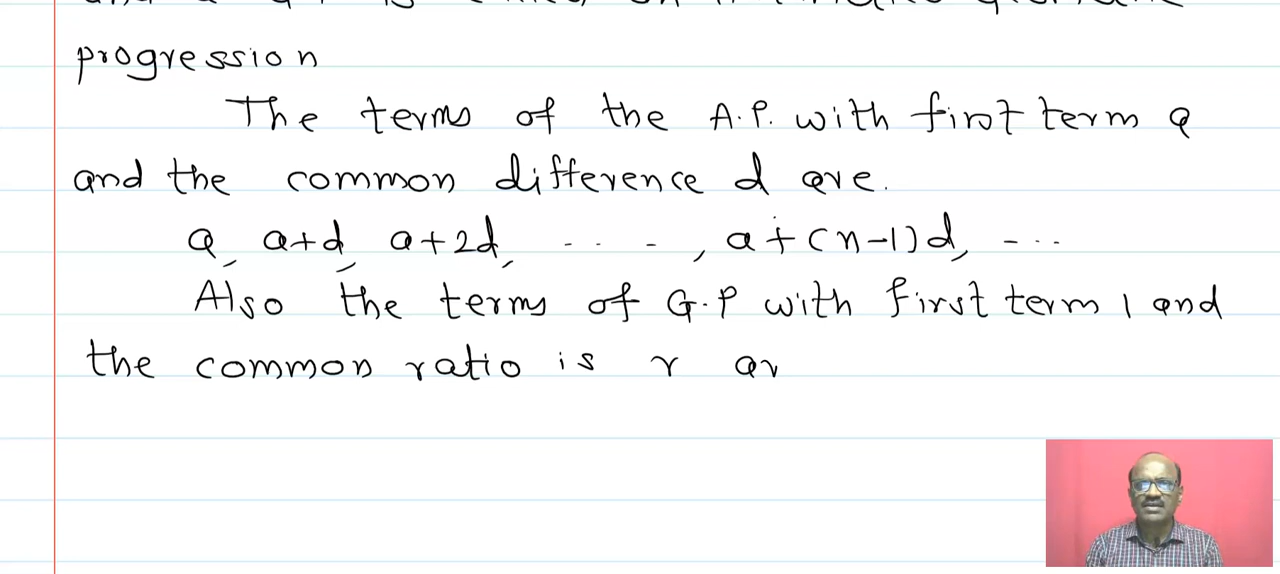 progression
The terms of the A.P. with first term a
and the common difference d are.
a, a+d, a+2d, ..., a+(n-1)d, ...
Also the terms of G.P with first term 1 and
the common ratio is r ar